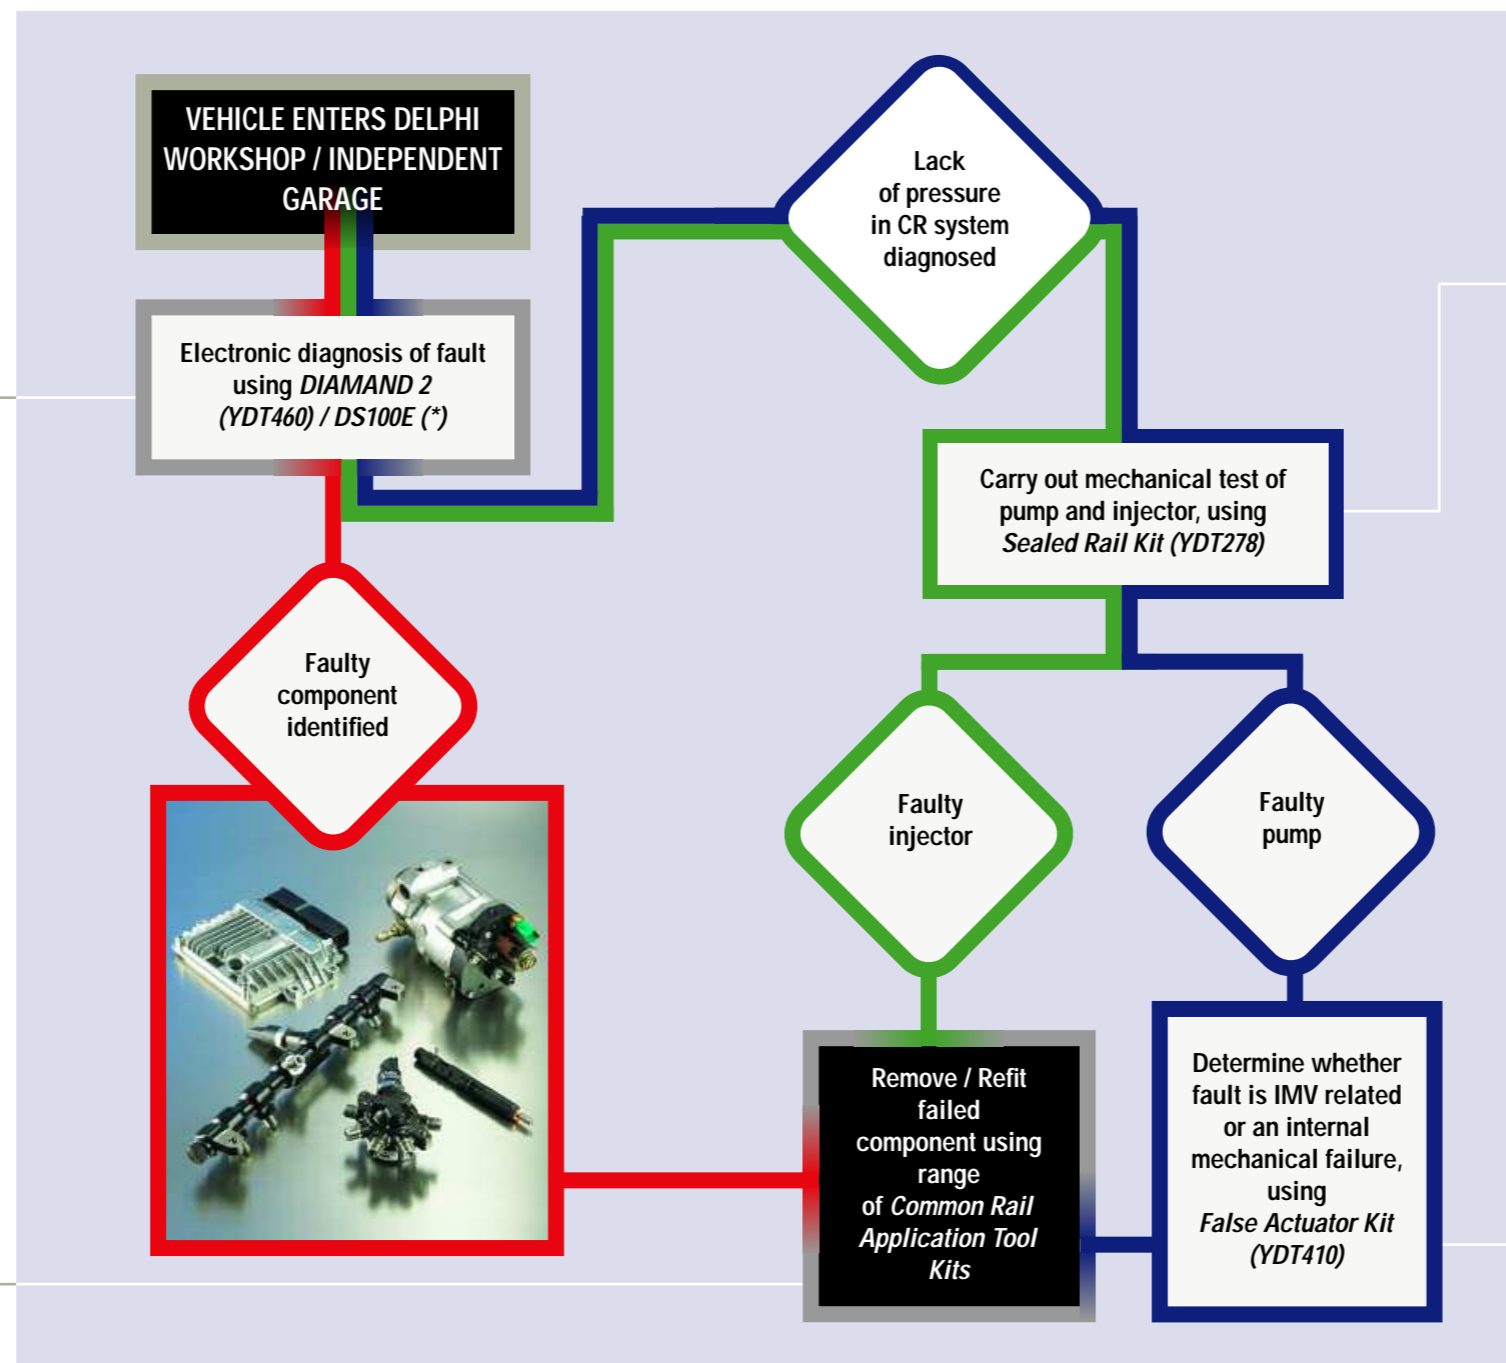 VEHICLE ENTERS DELPHI
WORKSHOP / INDEPENDENT
GARAGE
Electronic diagnosis of fault
using DIAMAND 2
(YDT460) / DS100E (*)
Faulty
component
identified
Lack
of pressure
in CR system
diagnosed
Carry out mechanical test of
pump and injector, using
Sealed Rail Kit (YDT278)
Faulty
injector
Faulty
pump
Remove / Refit
failed
component using
range
of Common Rail
Application Tool
Kits
Determine whether
fault is IMV related
or an internal
mechanical failure,
using
False Actuator Kit
(YDT410)